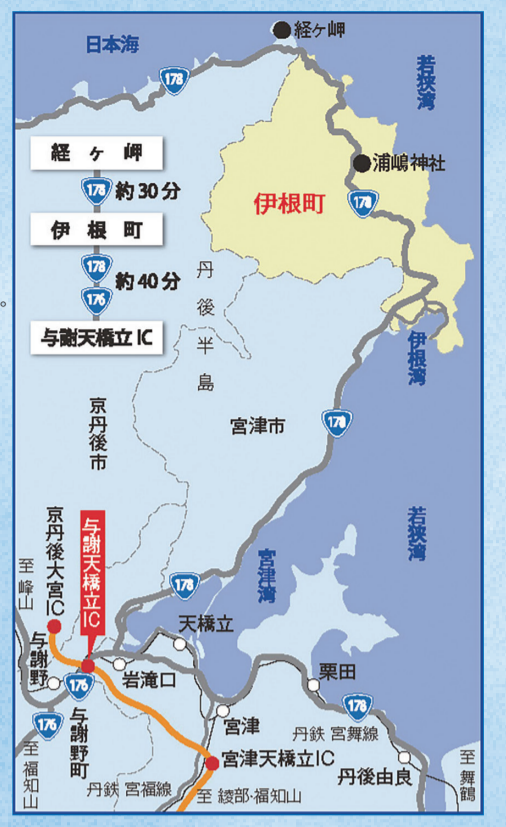 経ヶ岬
日本海
若狭湾
178
経ヶ岬
178
約30分
伊根町
178
約40分
176
与謝天橋立IC
浦嶋神社
伊根町
178
丹後半島
伊根湾
京丹後市
宮津市
178
若狭湾
京丹後大宮IC
与謝天橋立IC
宮津湾
至 峰山
178
天橋立
与謝野
岩滝口
栗田
176
178
176
与謝野町
宮津
丹鉄 宮舞線
宮津天橋立IC
至 福知山
丹後由良
至 舞鶴
丹鉄 宮福線
至 綾部・福知山